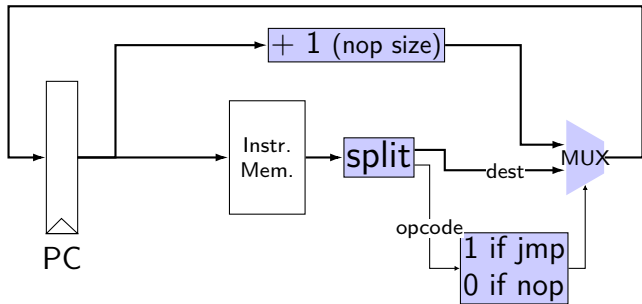 + 1 (nop size)
Instr.
Mem.
split
MUX
dest
opcode
1 if jmp
0 if nop
PC